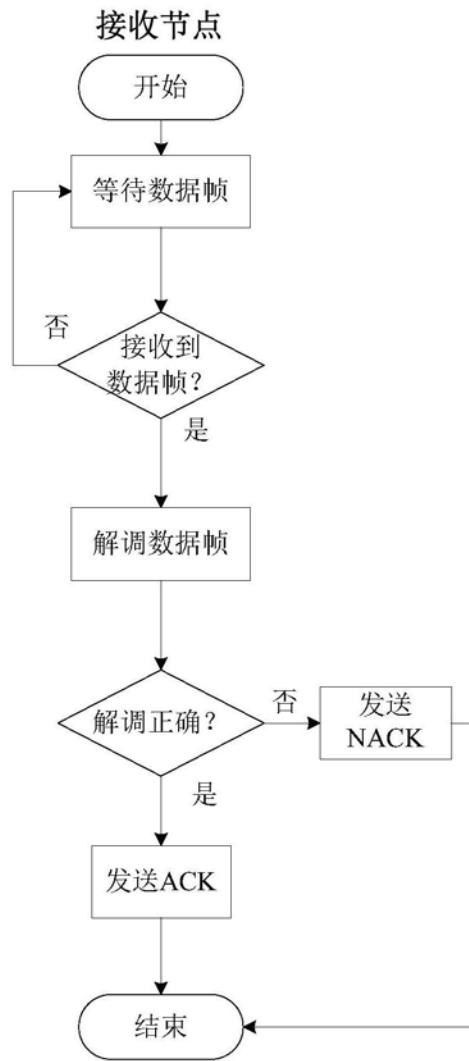 接收节点
开始
等待数据帧
否
接收到
数据帧?
是
解调数据帧
解调正确?
否
发送
NACK
是
发送ACK
结束